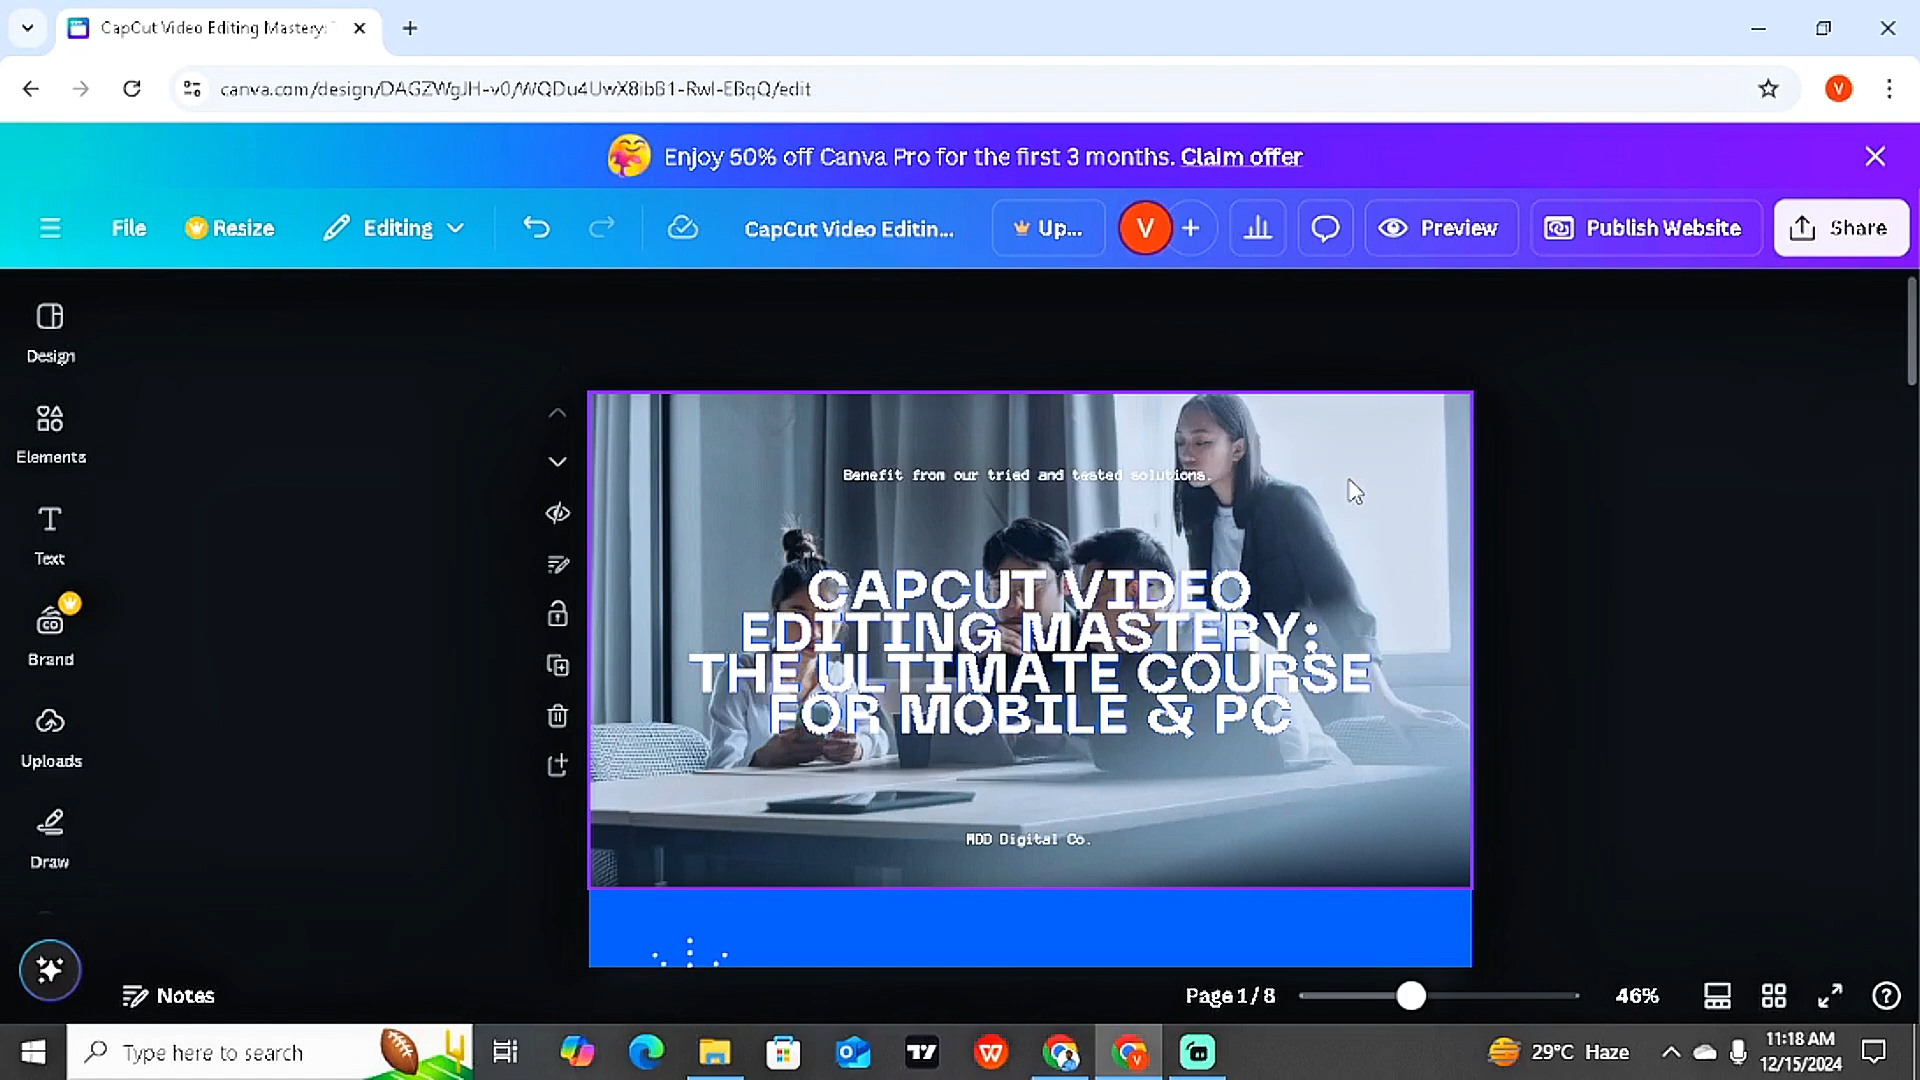 CapCut Video Editing Mastery:
canva.com/design/DAGZWgJH-v0/WQDu4UwX8ibB1-Rwl-EBqQ/edit
V
Enjoy 50% off Canva Pro for the first 3 months. Claim offer
File
Resize
Editing
CapCut Video Editin...
Up...
V
Preview
Publish Website
Share
Design
Elements
Text
Brand
Uploads
Draw
Benefit from our tried and tested solutions.
CAPCUT VIDEO
EDITING MASTERY:
THE ULTIMATE COURSE
FOR MOBILE & PC
MDD Digital Co.
Notes
Page 1 / 8
46%
Type here to search
29°C Haze
11:18 AM
12/15/2024